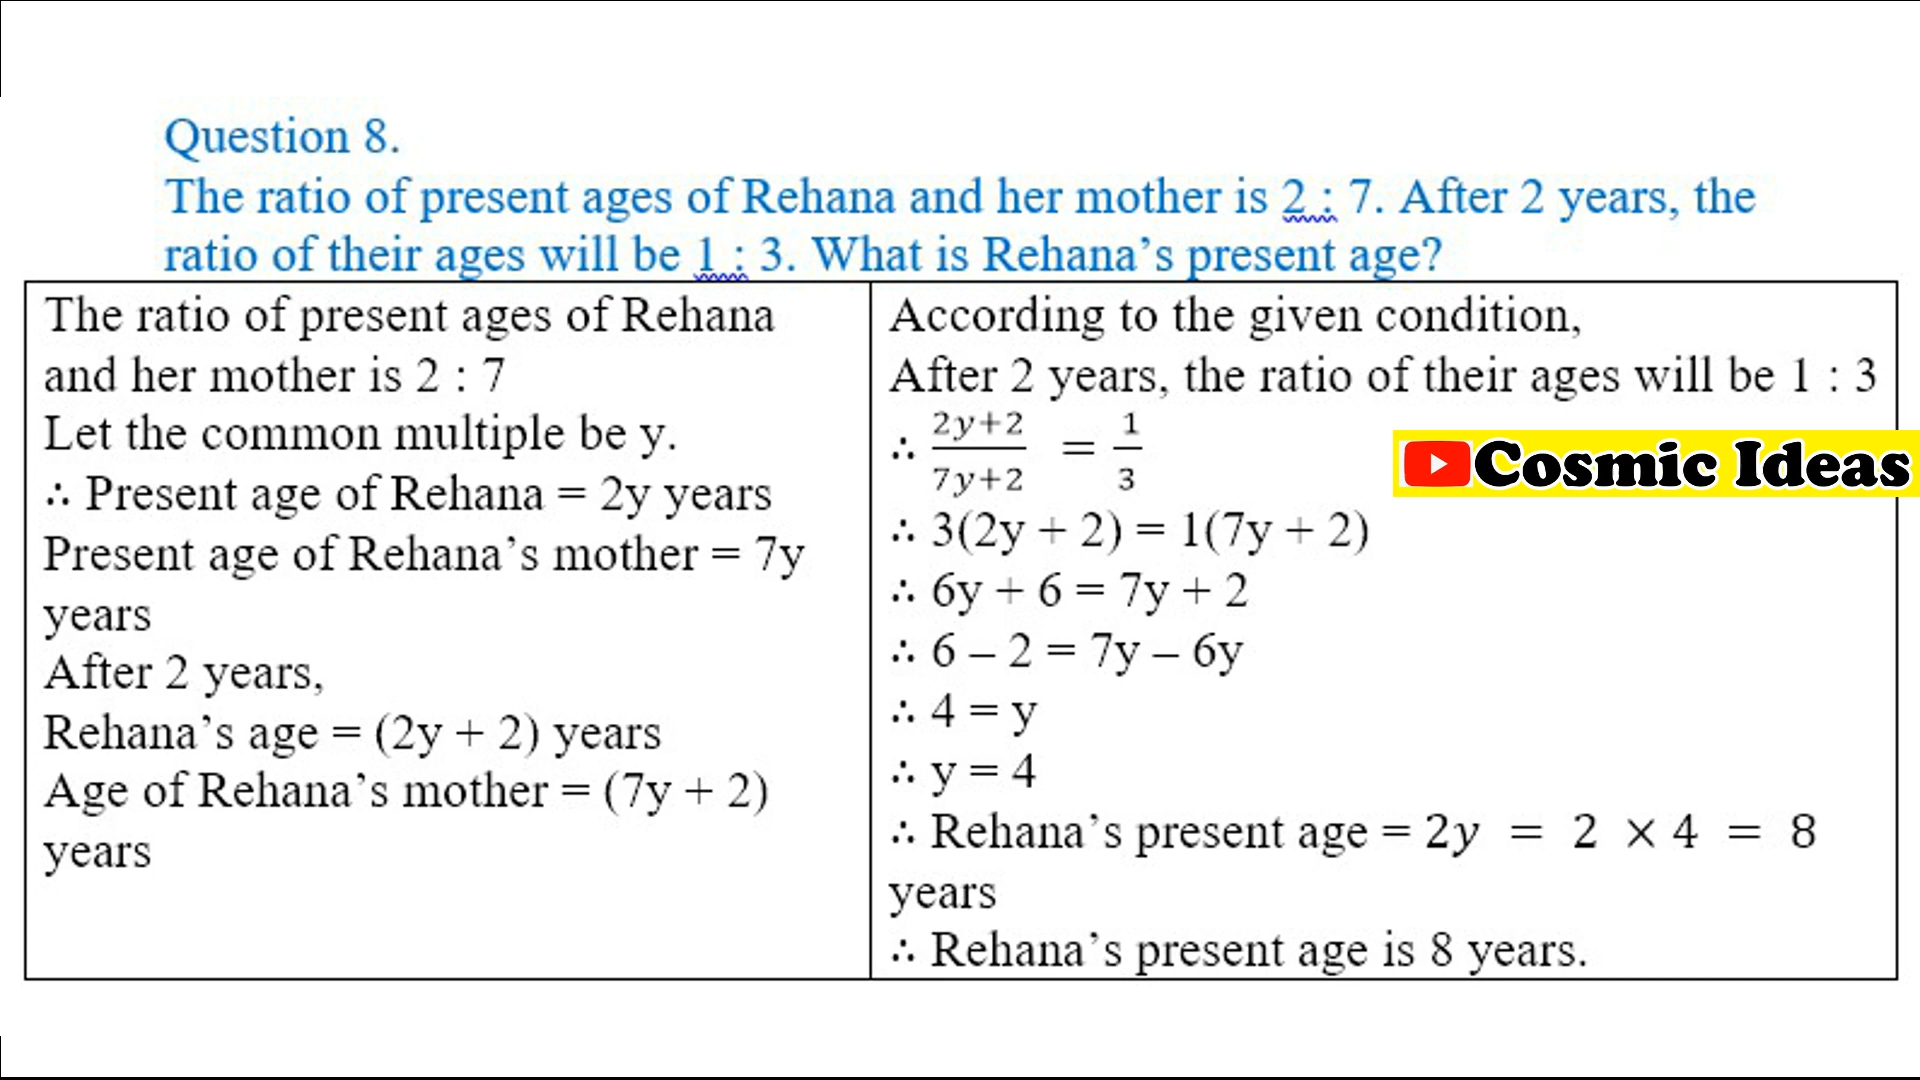 Question 8.
The ratio of present ages of Rehana and her mother is 2 : 7. After 2 years, the
ratio of their ages will be 1 : 3. What is Rehana’s present age?
The ratio of present ages of Rehana
and her mother is 2 : 7
Let the common multiple be y.
∴ Present age of Rehana = 2y years
Present age of Rehana’s mother = 7y
years
After 2 years,
Rehana’s age = (2y + 2) years
Age of Rehana’s mother = (7y + 2)
years
According to the given condition,
After 2 years, the ratio of their ages will be 1 : 3
∴ (2y+2)/(7y+2) = 1/3
∴ 3(2y + 2) = 1(7y + 2)
∴ 6y + 6 = 7y + 2
∴ 6 – 2 = 7y – 6y
∴ 4 = y
∴ y = 4
∴ Rehana’s present age = 2y = 2 × 4 = 8
years
∴ Rehana’s present age is 8 years.
Cosmic Ideas